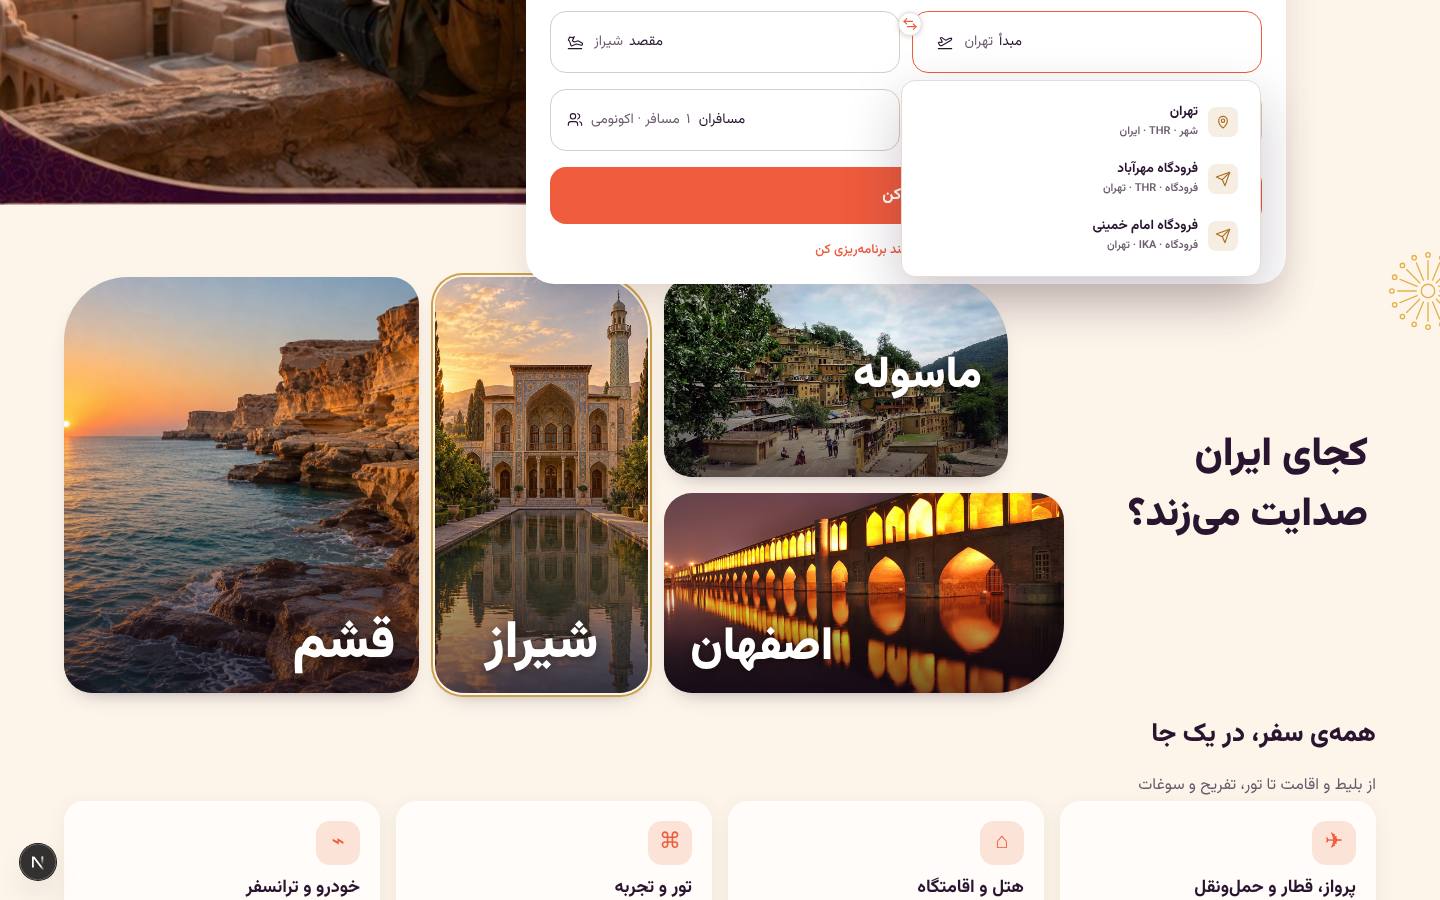 مبدأ تهران
مقصد شیراز
تهران
شهر · THR · ایران
فرودگاه مهرآباد
فرودگاه · THR · تهران
فرودگاه امام خمینی
فرودگاه · IKA · تهران
مسافران ۱ مسافر · اکونومی
کن
برنامه‌ریزی کن
ماسوله
کجای ایران
صدایت می‌زند؟
اصفهان
شیراز
قشم
همه‌ی سفر، در یک جا
از بلیط و اقامت تا تور، تفریح و سوغات
پرواز، قطار و حمل‌ونقل
هتل و اقامتگاه
تور و تجربه
خودرو و ترانسفر
N